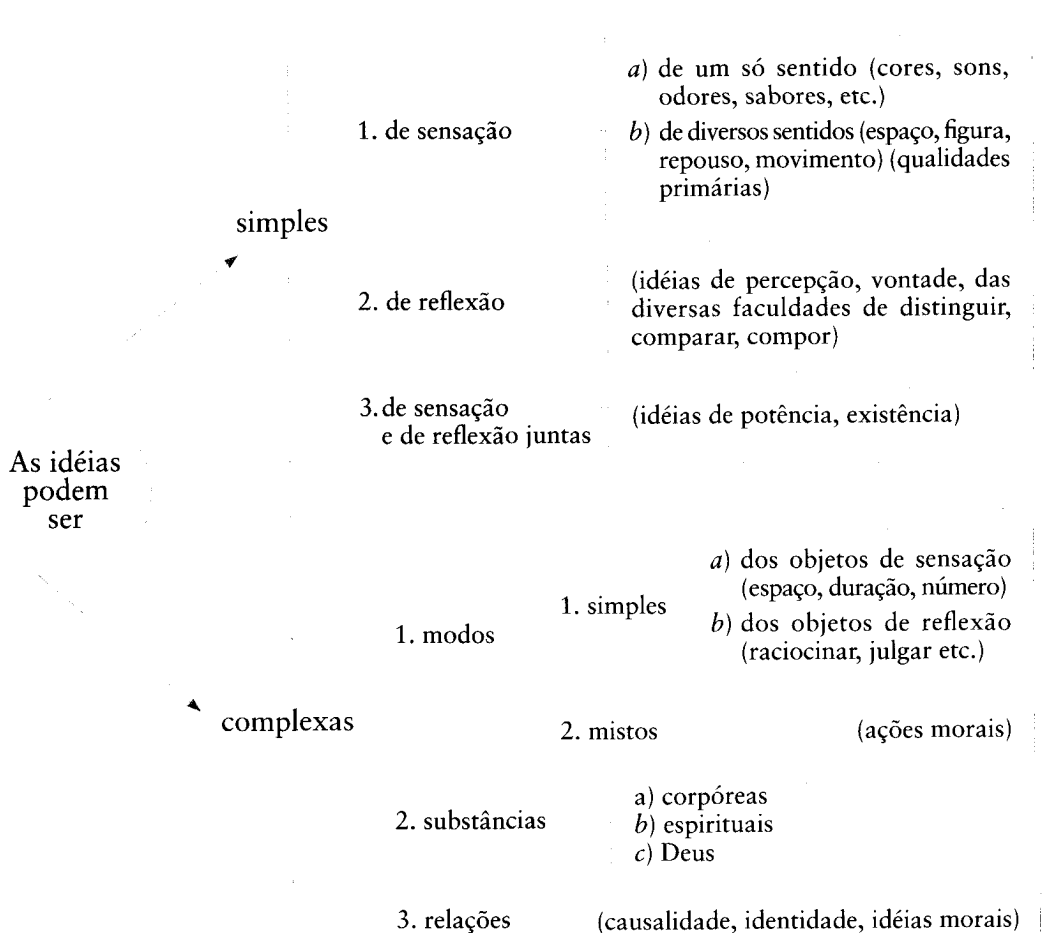 a) de um só sentido (cores, sons,
odores, sabores, etc.)
1. de sensação
b) de diversos sentidos (espaço, figura,
repouso, movimento) (qualidades
primárias)
simples
2. de reflexão
(idéias de percepção, vontade, das
diversas faculdades de distinguir,
comparar, compor)
3. de sensação
e de reflexão juntas
(idéias de potência, existência)
As idéias
podem
ser
1. modos
1. simples
a) dos objetos de sensação
(espaço, duração, número)
b) dos objetos de reflexão
(raciocinar, julgar etc.)
complexas
2. mistos
(ações morais)
2. substâncias
a) corpóreas
b) espirituais
c) Deus
3. relações
(causalidade, identidade, idéias morais)